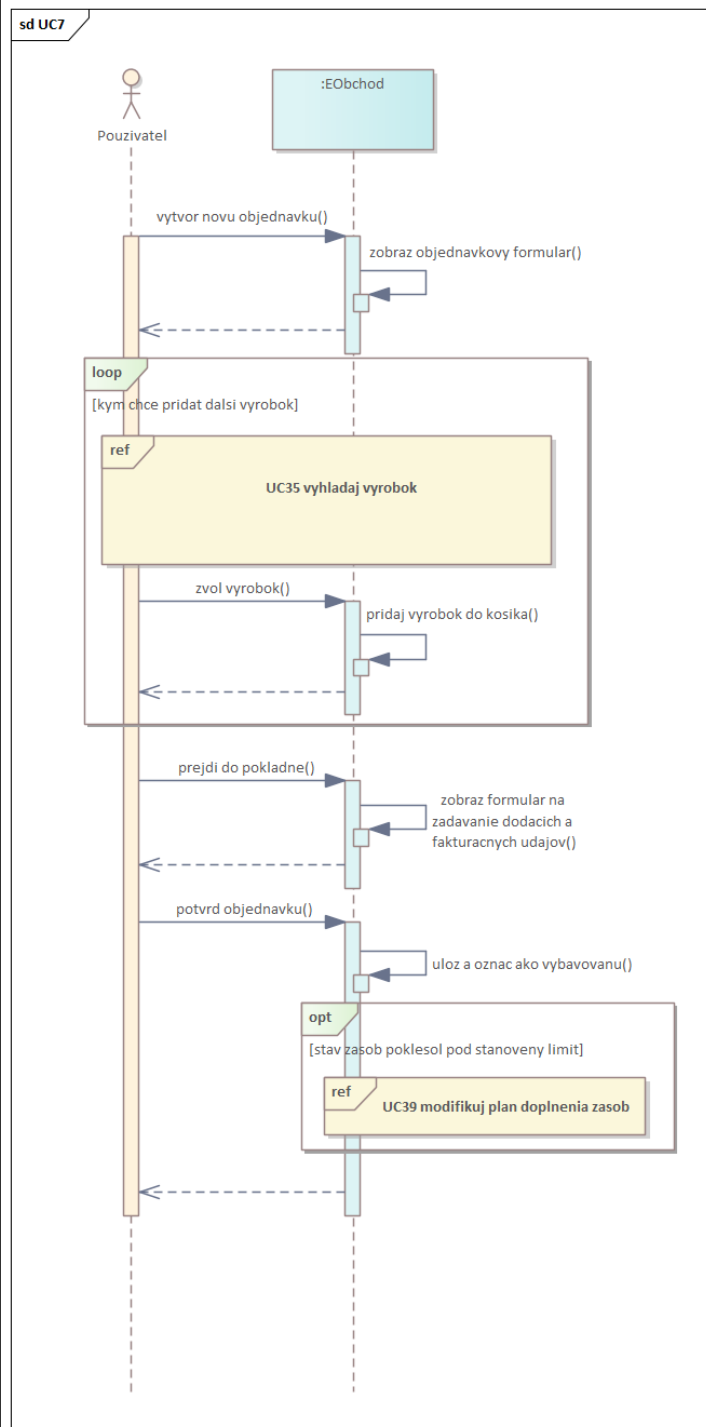 sd UC7
:EObchod
Pouzivatel
vytvor novu objednavku()
zobraz objednavkovy formular()
loop
[kym chce pridat dalsi vyrobok]
ref
UC35 vyhladaj vyrobok
zvol vyrobok()
pridaj vyrobok do kosika()
prejdi do pokladne()
zobraz formular na
zadavanie dodacich a
fakturacnych udajov()
potvrd objednavku()
uloz a oznac ako vybavovanu()
opt
[stav zasob poklesol pod stanoveny limit]
ref
UC39 modifikuj plan doplnenia zasob